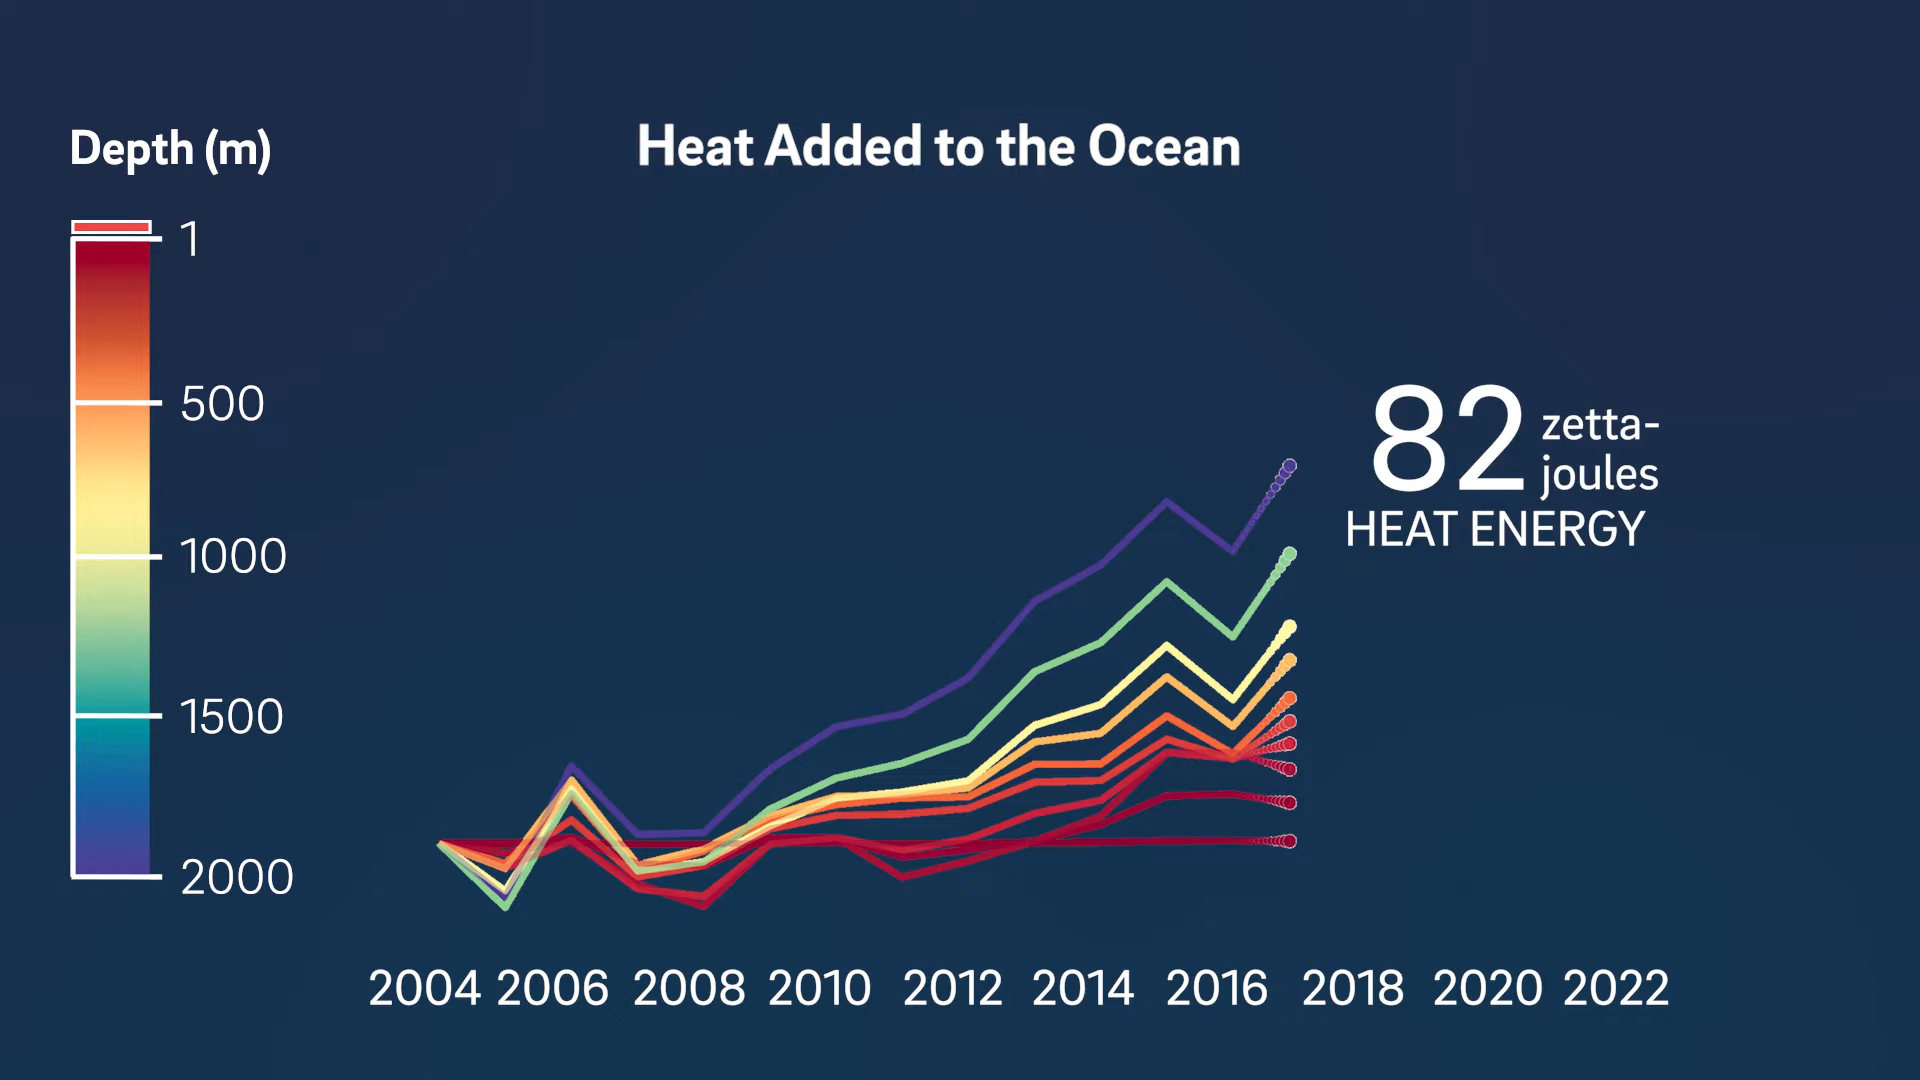 Heat Added to the Ocean
Depth (m)
1
500
1000
1500
2000
82 zetta-
joules
HEAT ENERGY
2004 2006 2008 2010 2012 2014 2016 2018 2020 2022